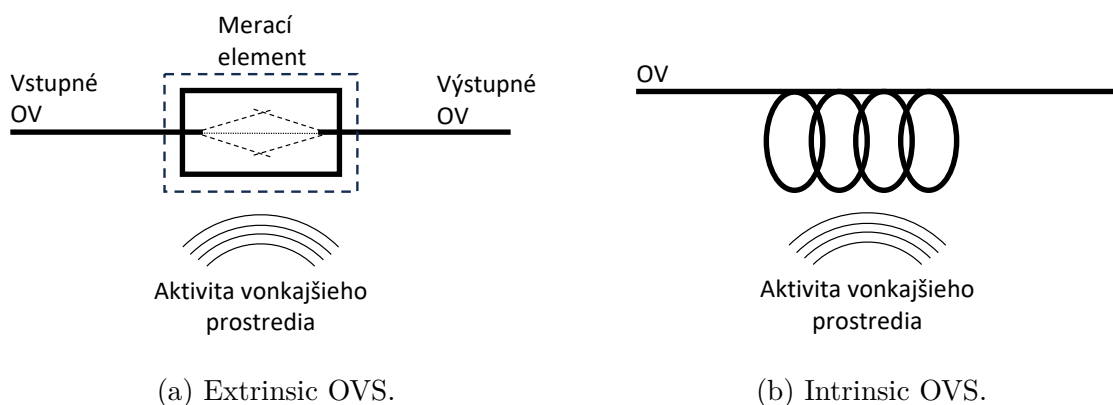 Merací
element
Vstupné
OV
Výstupné
OV
Aktivita vonkajšieho
prostredia
(a) Extrinsic OVS.
OV
Aktivita vonkajšieho
prostredia
(b) Intrinsic OVS.